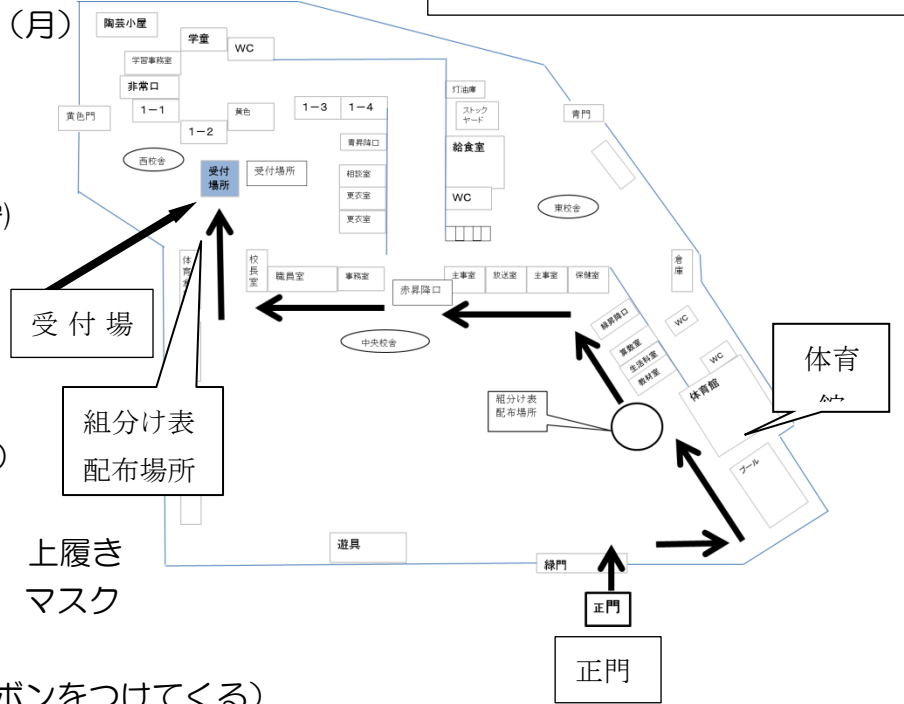 （月）
陶芸小屋
学童
WC
学習事務室
非常口
1－1
1－2
黄色
黄色門
1－3
1－4
灯油庫
ストック
ヤード
青門
青昇降口
給食室
西校舎
受付
場所
受付場所
相談室
更衣室
更衣室
WC
東校舎
校
長
室
職員室
事務室
赤昇降口
主事室
放送室
主事室
保健室
倉
庫
受 付 場
中央校舎
緑昇降口
WC
算数室
生活科室
教材室
WC
体育館
体育
組分け表
配布場所
組分け表
配布場所
プール
上履き
マスク
遊具
緑門
正門
正門
ボンをつけてくる）